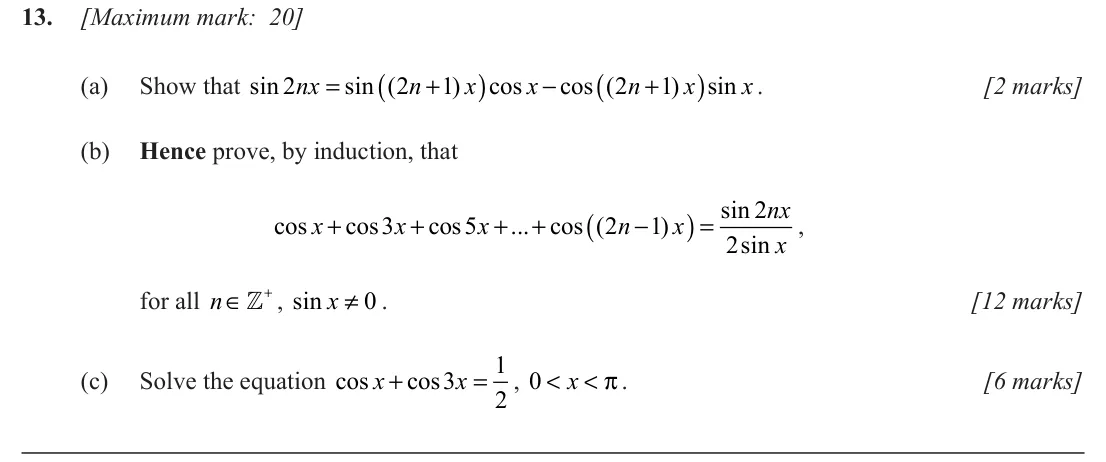 13. [Maximum mark: 20]
(a) Show that sin 2nx = sin((2n+1)x)cos x − cos((2n+1)x)sin x. [2 marks]
(b) Hence prove, by induction, that
cos x + cos 3x + cos 5x + ... + cos((2n−1)x) = sin 2nx / 2 sin x,
for all n ∈ ℤ⁺, sin x ≠ 0. [12 marks]
(c) Solve the equation cos x + cos 3x = 1/2, 0 < x < π. [6 marks]